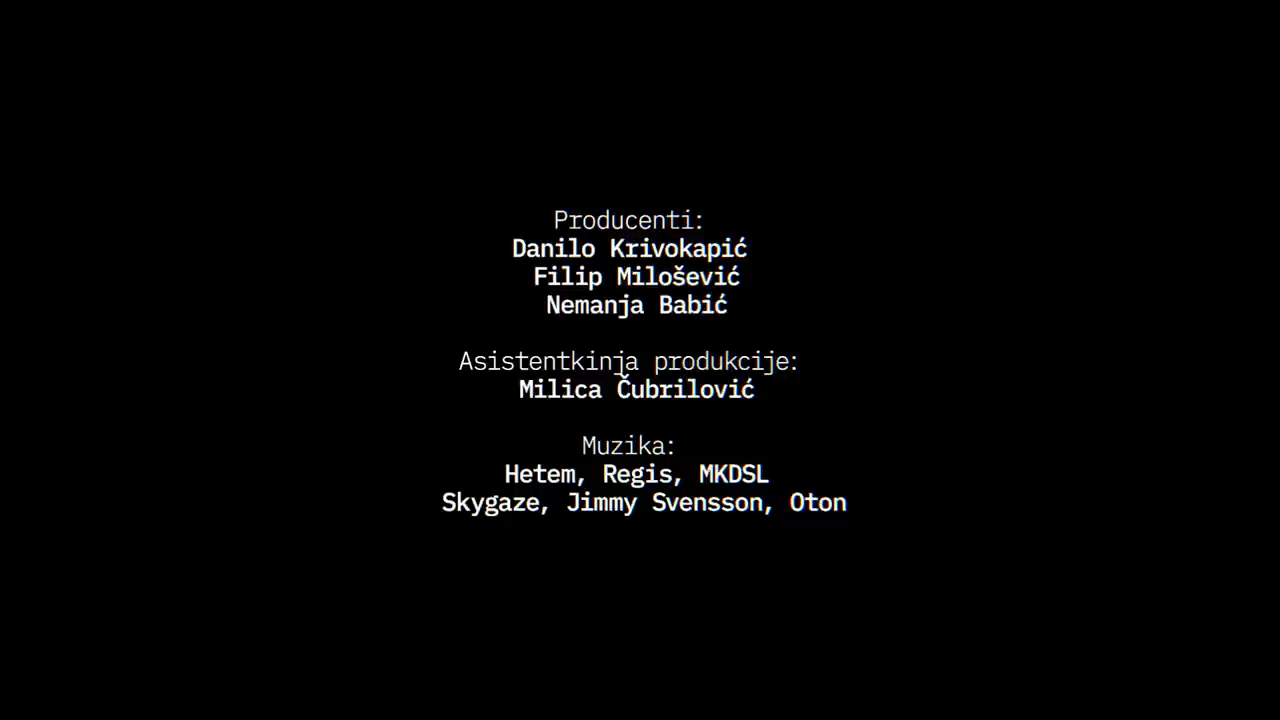 Producenti:
Danilo Krivokapić
Filip Milošević
Nemanja Babić
Asistentkinja produkcije:
Milica Čubrilović
Muzika:
Hetem, Regis, MKDSL
Skygaze, Jimmy Svensson, Oton